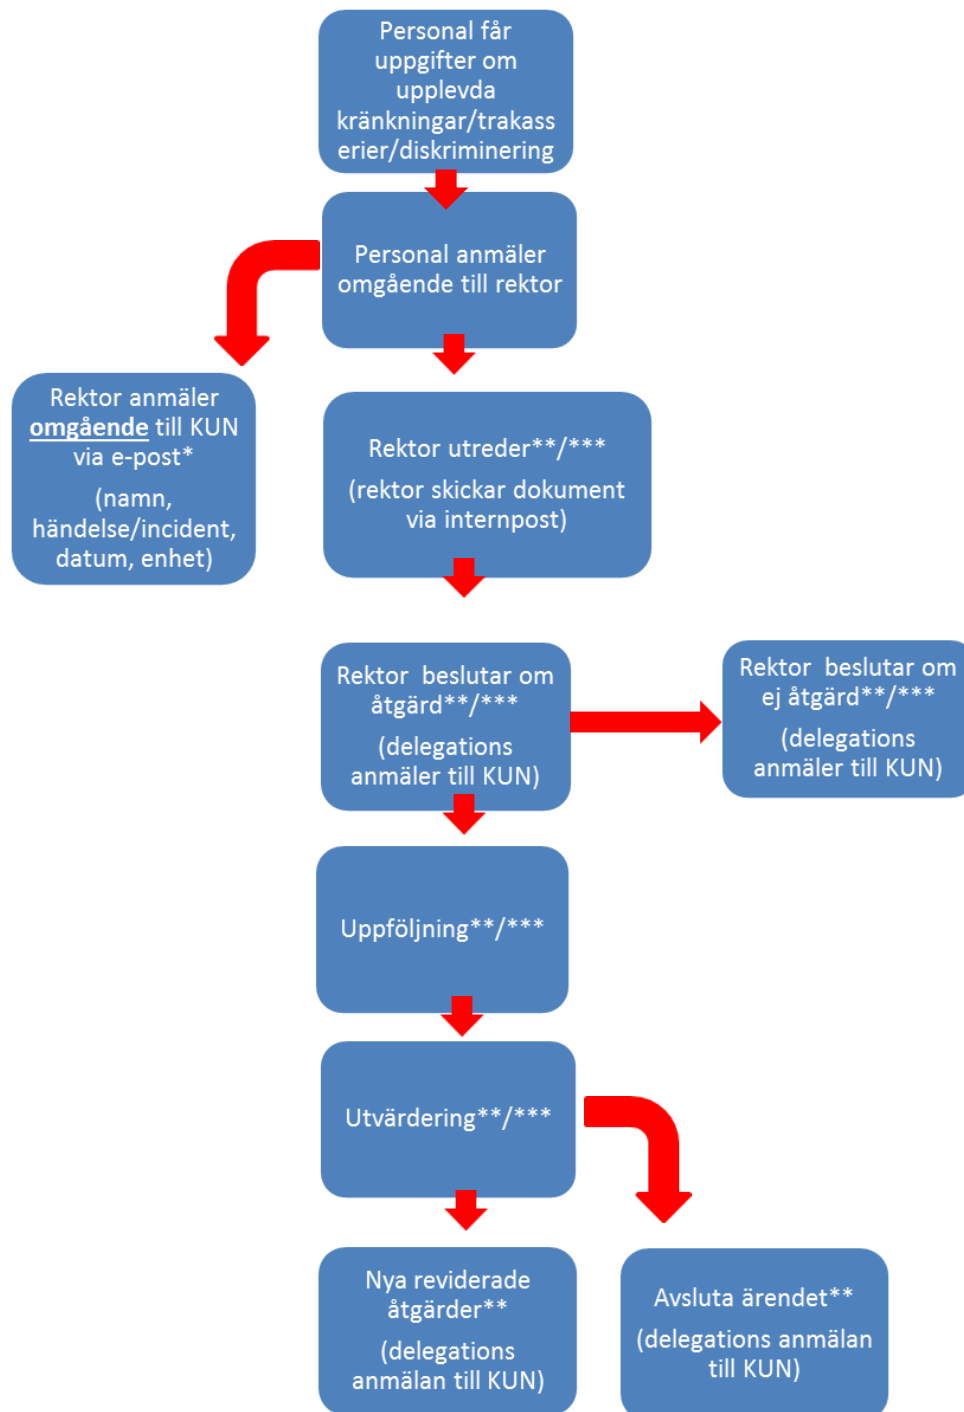 Personal får
uppgifter om
upplevda
kränkningar/trakass
erier/diskriminering
Personal anmäler
omgående till rektor
Rektor anmäler
omgående till KUN
via e-post*
(namn,
händelse/incident,
datum, enhet)
Rektor utreder**/***
(rektor skickar dokument
via internpost)
Rektor beslutar om
åtgärd**/***
(delegations
anmäler till KUN)
Rektor beslutar om
ej åtgärd**/***
(delegations
anmäler till KUN)
Uppföljning**/***
Utvärdering**/***
Nya reviderade
åtgärder**
(delegations
anmälan till KUN)
Avsluta ärendet**
(delegations anmälan
till KUN)